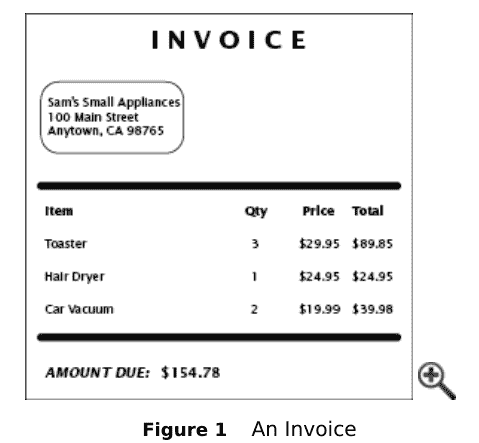 INVOICE
Sam's Small Appliances
100 Main Street
Anytown, CA 98765
Item Qty Price Total
Toaster 3 $29.95 $89.85
Hair Dryer 1 $24.95 $24.95
Car Vacuum 2 $19.99 $39.98
AMOUNT DUE: $154.78
Figure 1 An Invoice